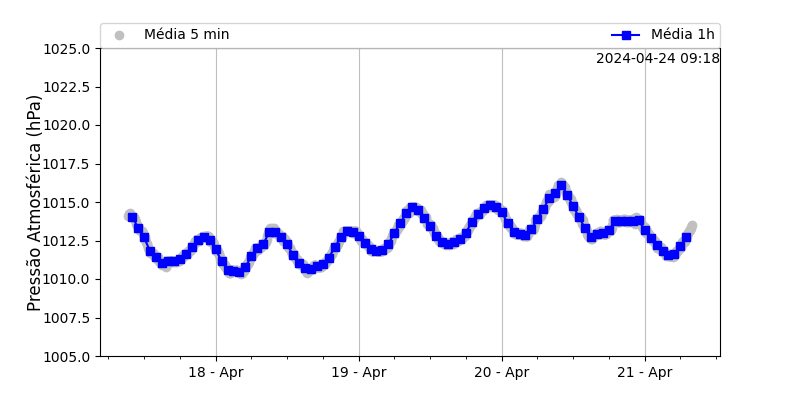 Média 5 min
Média 1h
2024-04-24 09:18
Pressão Atmosférica (hPa)
1025.0
1022.5
1020.0
1017.5
1015.0
1012.5
1010.0
1007.5
1005.0
18 - Apr
19 - Apr
20 - Apr
21 - Apr